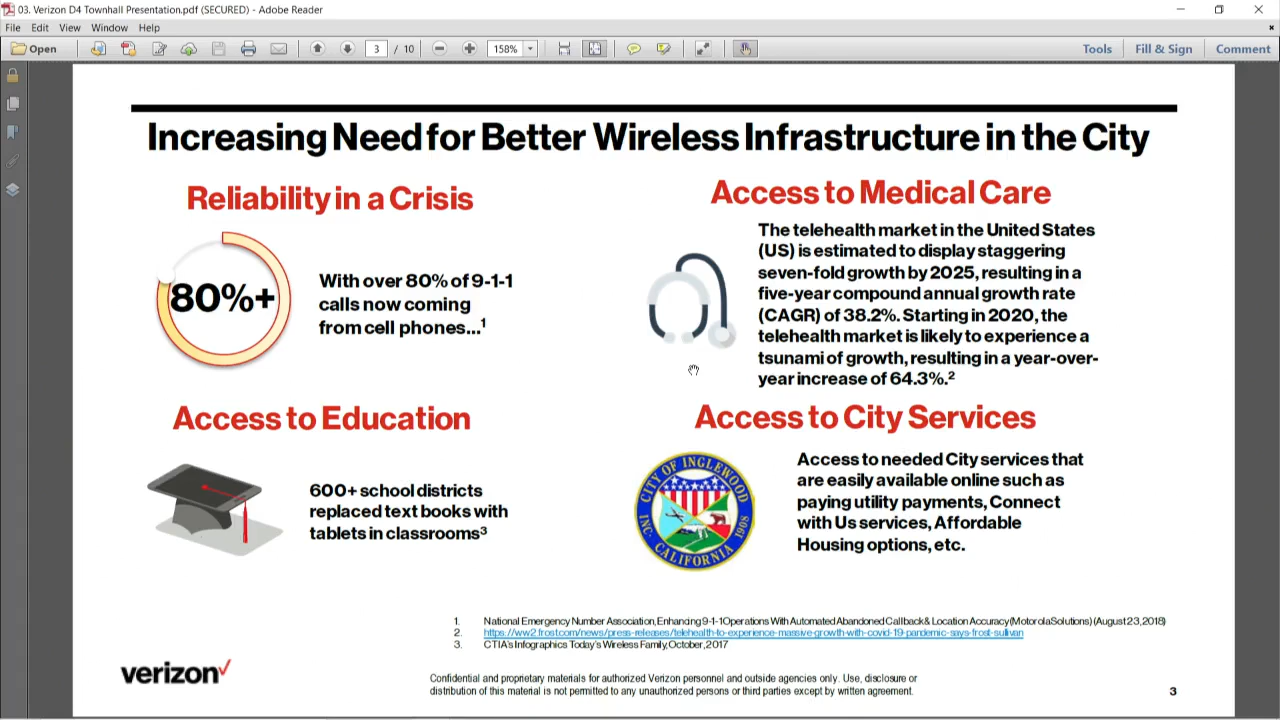 03. Verizon D4 Townhall Presentation.pdf (SECURED) - Adobe Reader
File Edit View Window Help
Open 3 / 10 158% Tools Fill & Sign Comment
Increasing Need for Better Wireless Infrastructure in the City
Reliability in a Crisis
80%+
With over 80% of 9-1-1
calls now coming
from cell phones...1
Access to Medical Care
The telehealth market in the United States
(US) is estimated to display staggering
seven-fold growth by 2025, resulting in a
five-year compound annual growth rate
(CAGR) of 38.2%. Starting in 2020, the
telehealth market is likely to experience a
tsunami of growth, resulting in a year-over-
year increase of 64.3%.2
Access to Education
600+ school districts
replaced text books with
tablets in classrooms3
Access to City Services
CITY OF INGLEWOOD
INC. CALIFORNIA 1908
Access to needed City services that
are easily available online such as
paying utility payments, Connect
with Us services, Affordable
Housing options, etc.
1. National Emergency Number Association, Enhancing 9-1-1 Operations With Automated Abandoned Callback & Location Accuracy (Motorola Solutions) (August 23, 2018)
2. https://ww2.frost.com/news/press-releases/telehealth-to-experience-massive-growth-with-covid-19-pandemic-says-frost-sullivan
3. CTIA's Infographics Today's Wireless Family, October, 2017
verizon
Confidential and proprietary materials for authorized Verizon personnel and outside agencies only. Use, disclosure or
distribution of this material is not permitted to any unauthorized persons or third parties except by written agreement.
3